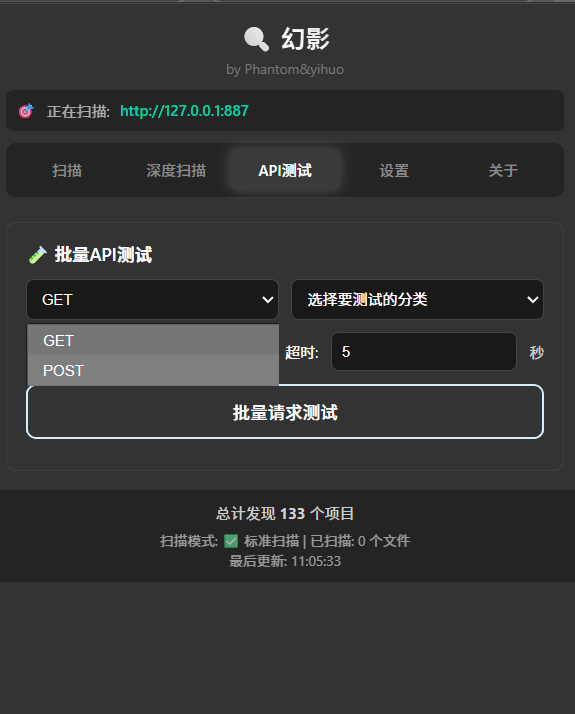 幻影
by Phantom&yihuo
正在扫描: http://127.0.0.1:887
扫描 深度扫描 API测试 设置 关于
批量API测试
GET 选择要测试的分类
GET
POST
超时: 5 秒
批量请求测试
总计发现 133 个项目
扫描模式: ✅ 标准扫描 | 已扫描: 0 个文件
最后更新: 11:05:33